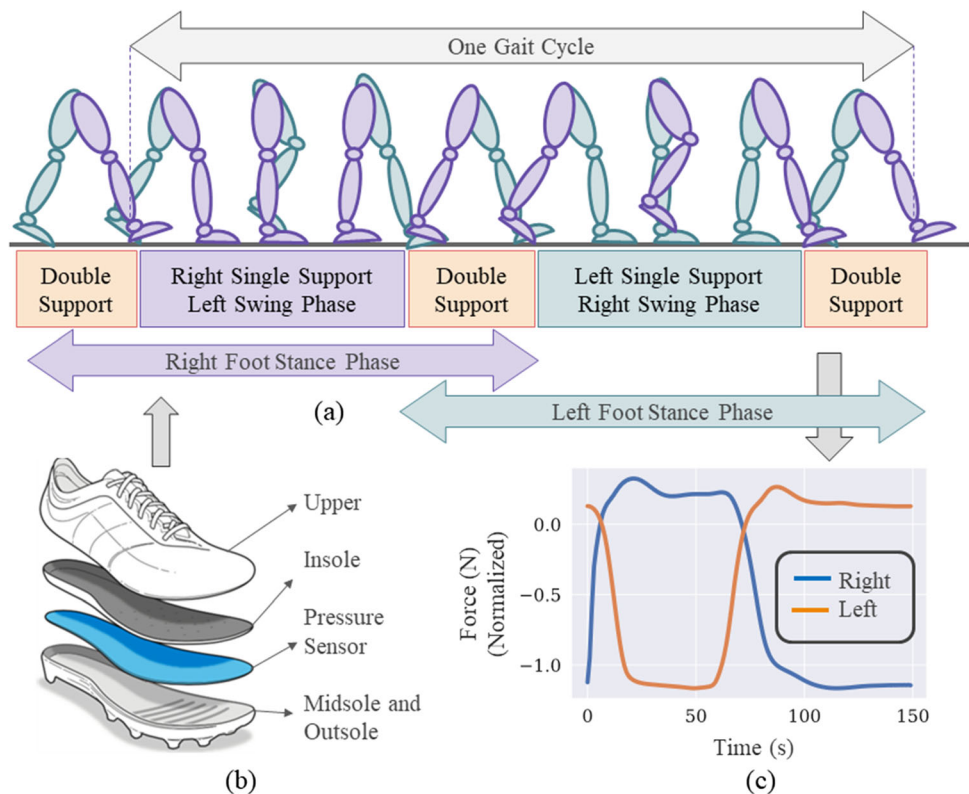 One Gait Cycle
Double
Support
Right Single Support
Left Swing Phase
Double
Support
Left Single Support
Right Swing Phase
Double
Support
Right Foot Stance Phase
(a)
Left Foot Stance Phase
Upper
Insole
Pressure
Sensor
Midsole and
Outsole
(b)
Force (N)
(Normalized)
0.0
−0.5
−1.0
Right
Left
0
50
100
150
Time (s)
(c)